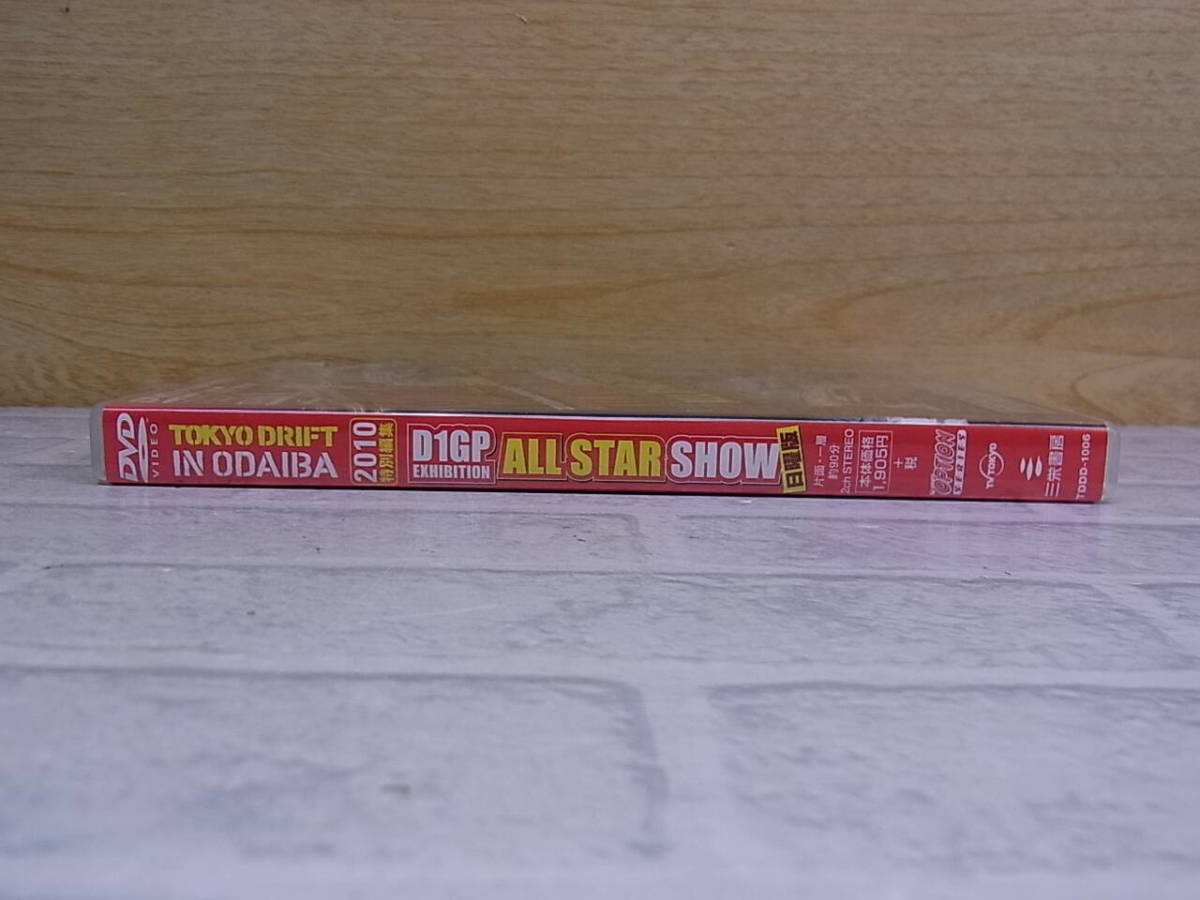 DVD
VIDEO
TOKYO DRIFT
IN ODAIBA
2010
特別編集
D1GP
EXHIBITION
ALL STAR SHOW
日曜版
片面・一層
約90分
2ch STEREO
本体価格
1,905円
+
税
OPTION
SERIES
TV TOKYO
三栄書房
TDDD-1006